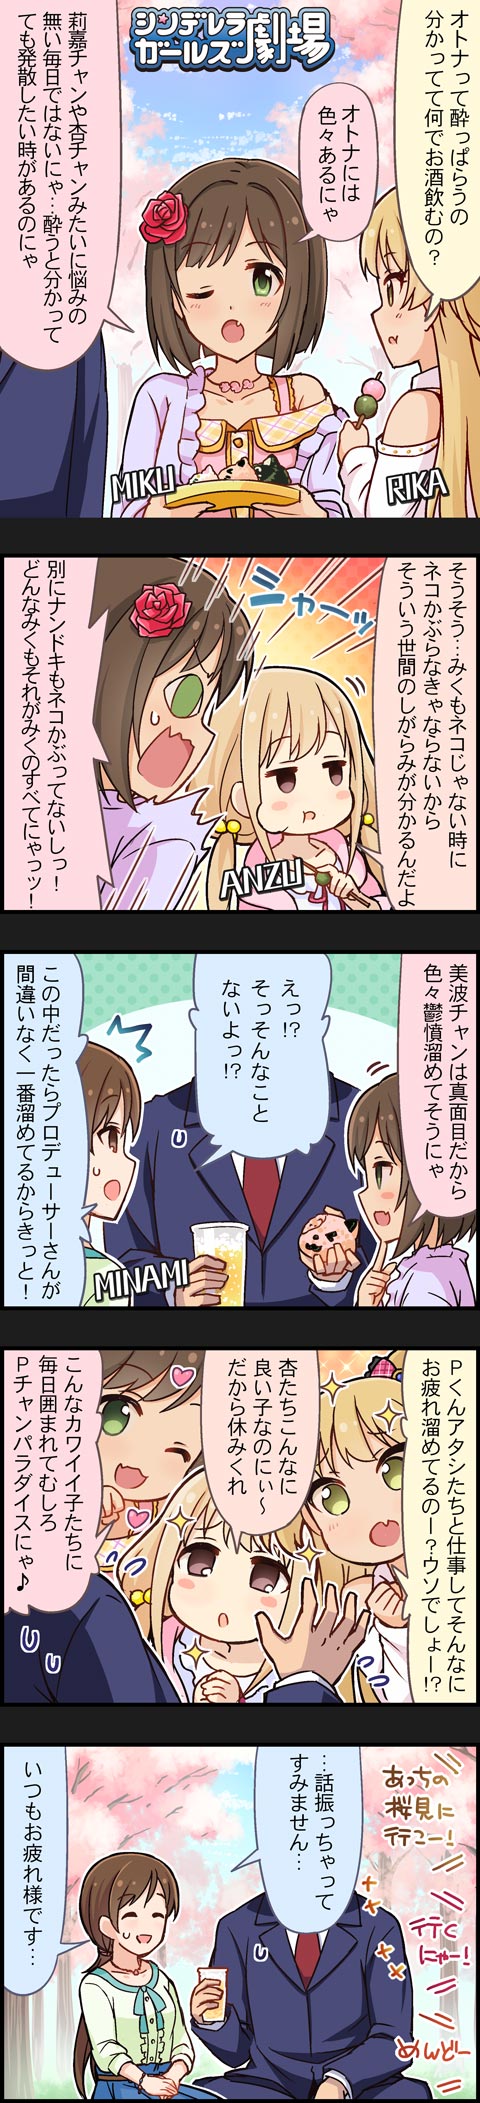 シンデレラ
ガールズ劇場
オトナって酔っぱらうの
分かってて何でお酒飲むの?
オトナには
色々あるにゃ
莉嘉チャンや杏チャンみたいに悩みの
無い毎日ではないにゃ…酔うと分かって
ても発散したい時があるのにゃ
MIKU
RIKA
そうそう…みくもネコじゃない時に
ネコかぶらなきゃならないから
そういう世間のしがらみが分かるんだよ
シャーッ
別にナンドキもネコかぶってないしっ!
どんなみくもそれがみくのすべてにゃッ!
ANZU
美波チャンは真面目だから
色々鬱憤溜めてそうにゃ
えっ!?
そっそんなこと
ないよっ!?
この中だったらプロデューサーさんが
間違いなく一番溜めてるからきっと!
MINAMI
Pくんアタシたちと仕事してそんなに
お疲れ溜めてるのー?ウソでしょー!?
杏たちこんなに
良い子なのにぃ〜
だから休みくれ
こんなカワイイ子たちに
毎日囲まれてむしろ
Pチャンパラダイスにゃ♪
あっちの
桜見に
行こー!
行く
にゃー!
めんどー
…話振っちゃって
すみません…
いつもお疲れ様です…